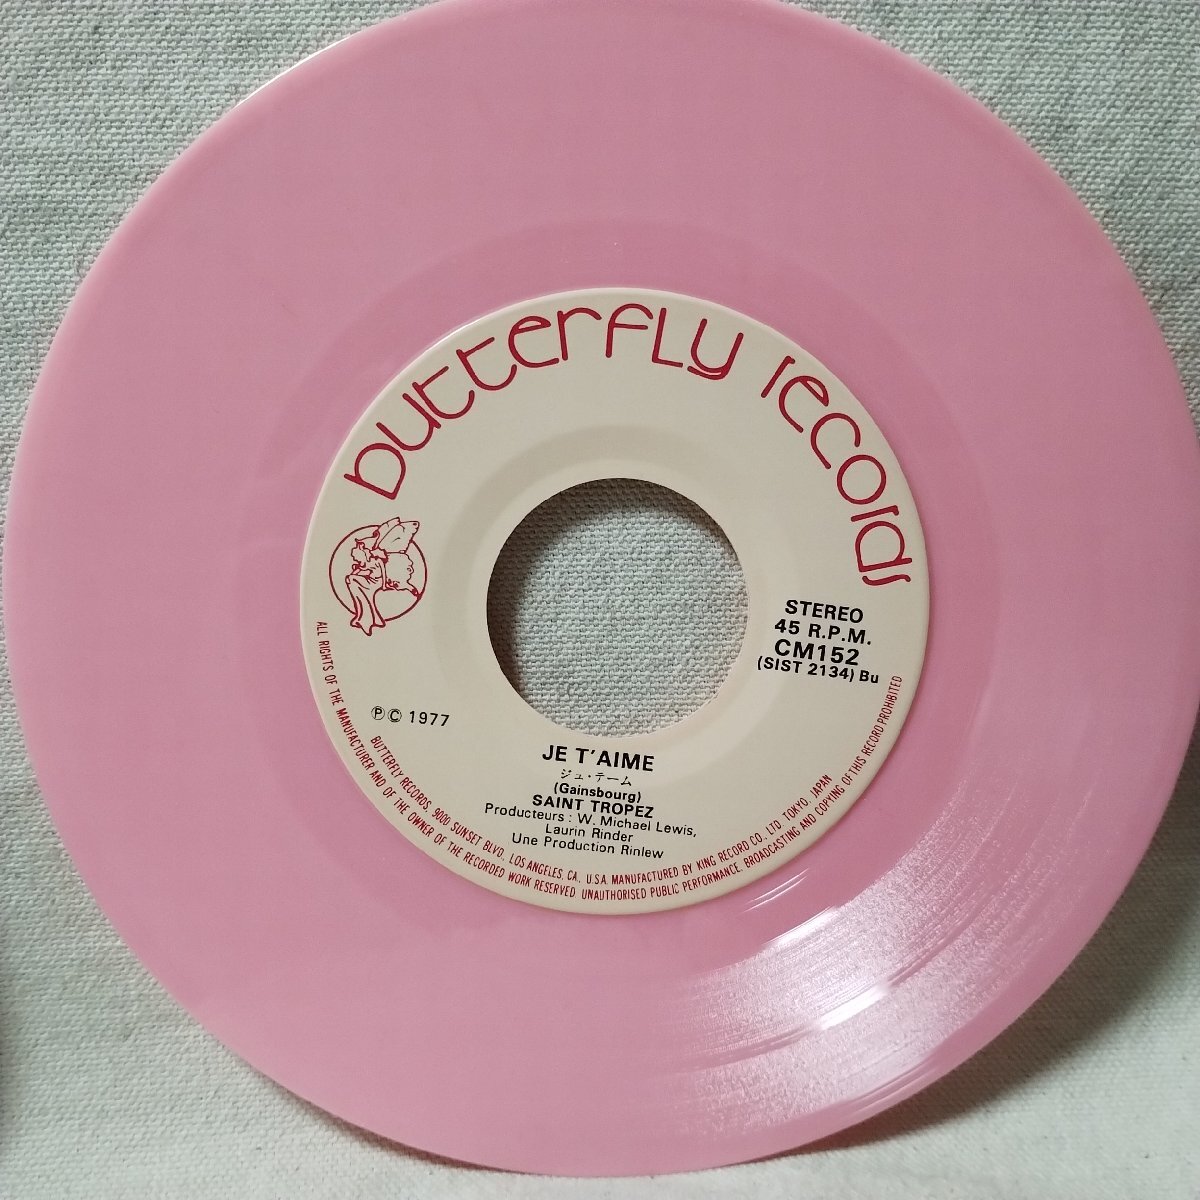 butterfly records
STEREO
45 R.P.M.
CM152
(SIST 2134) Bu
Ⓟ© 1977
JE T'AIME
ジュ・テーム
(Gainsbourg)
SAINT TROPEZ
Producteurs : W. Michael Lewis,
Laurin Rinder
Une Production Rinlew
BUTTERFLY RECORDS, 9000 SUNSET BLVD, LOS ANGELES, CA, U.S.A. MANUFACTURED BY KING RECORD CO., LTD. TOKYO, JAPAN
ALL RIGHTS OF THE MANUFACTURER AND OF THE OWNER OF THE RECORDED WORK RESERVED. UNAUTHORISED PUBLIC PERFORMANCE, BROADCASTING AND COPYING OF THIS RECORD PROHIBITED